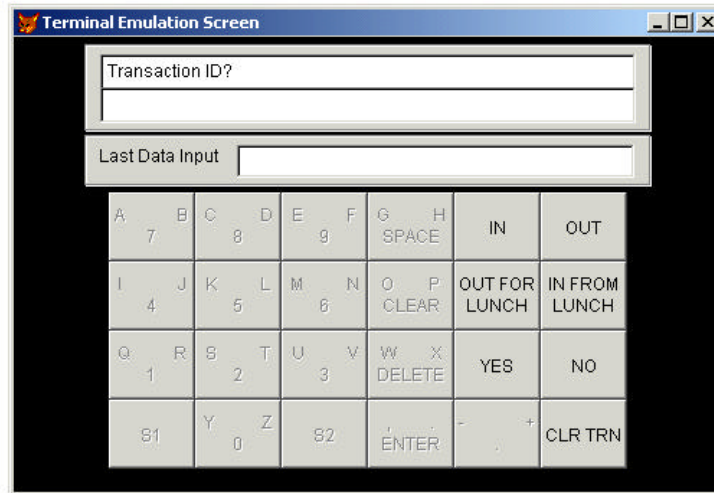 Terminal Emulation Screen
Transaction ID?
Last Data Input
A B C D E F G H
7 8 9 SPACE IN OUT
I J K L M N O P OUT FOR IN FROM
4 5 6 CLEAR LUNCH LUNCH
Q R S T U V W X
1 2 3 DELETE YES NO
Y Z , . - +
S1 0 S2 ENTER . CLR TRN